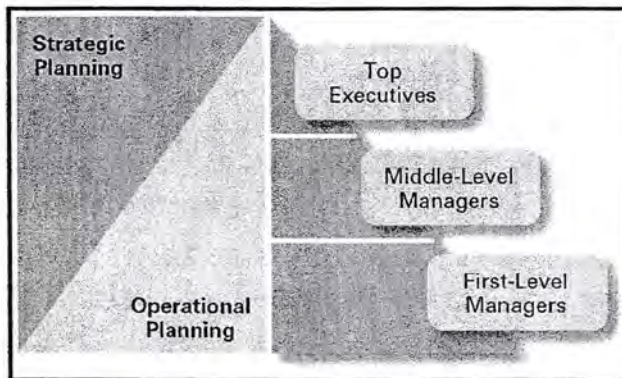 Strategic
Planning
Top
Executives
Middle-Level
Managers
First-Level
Managers
Operational
Planning